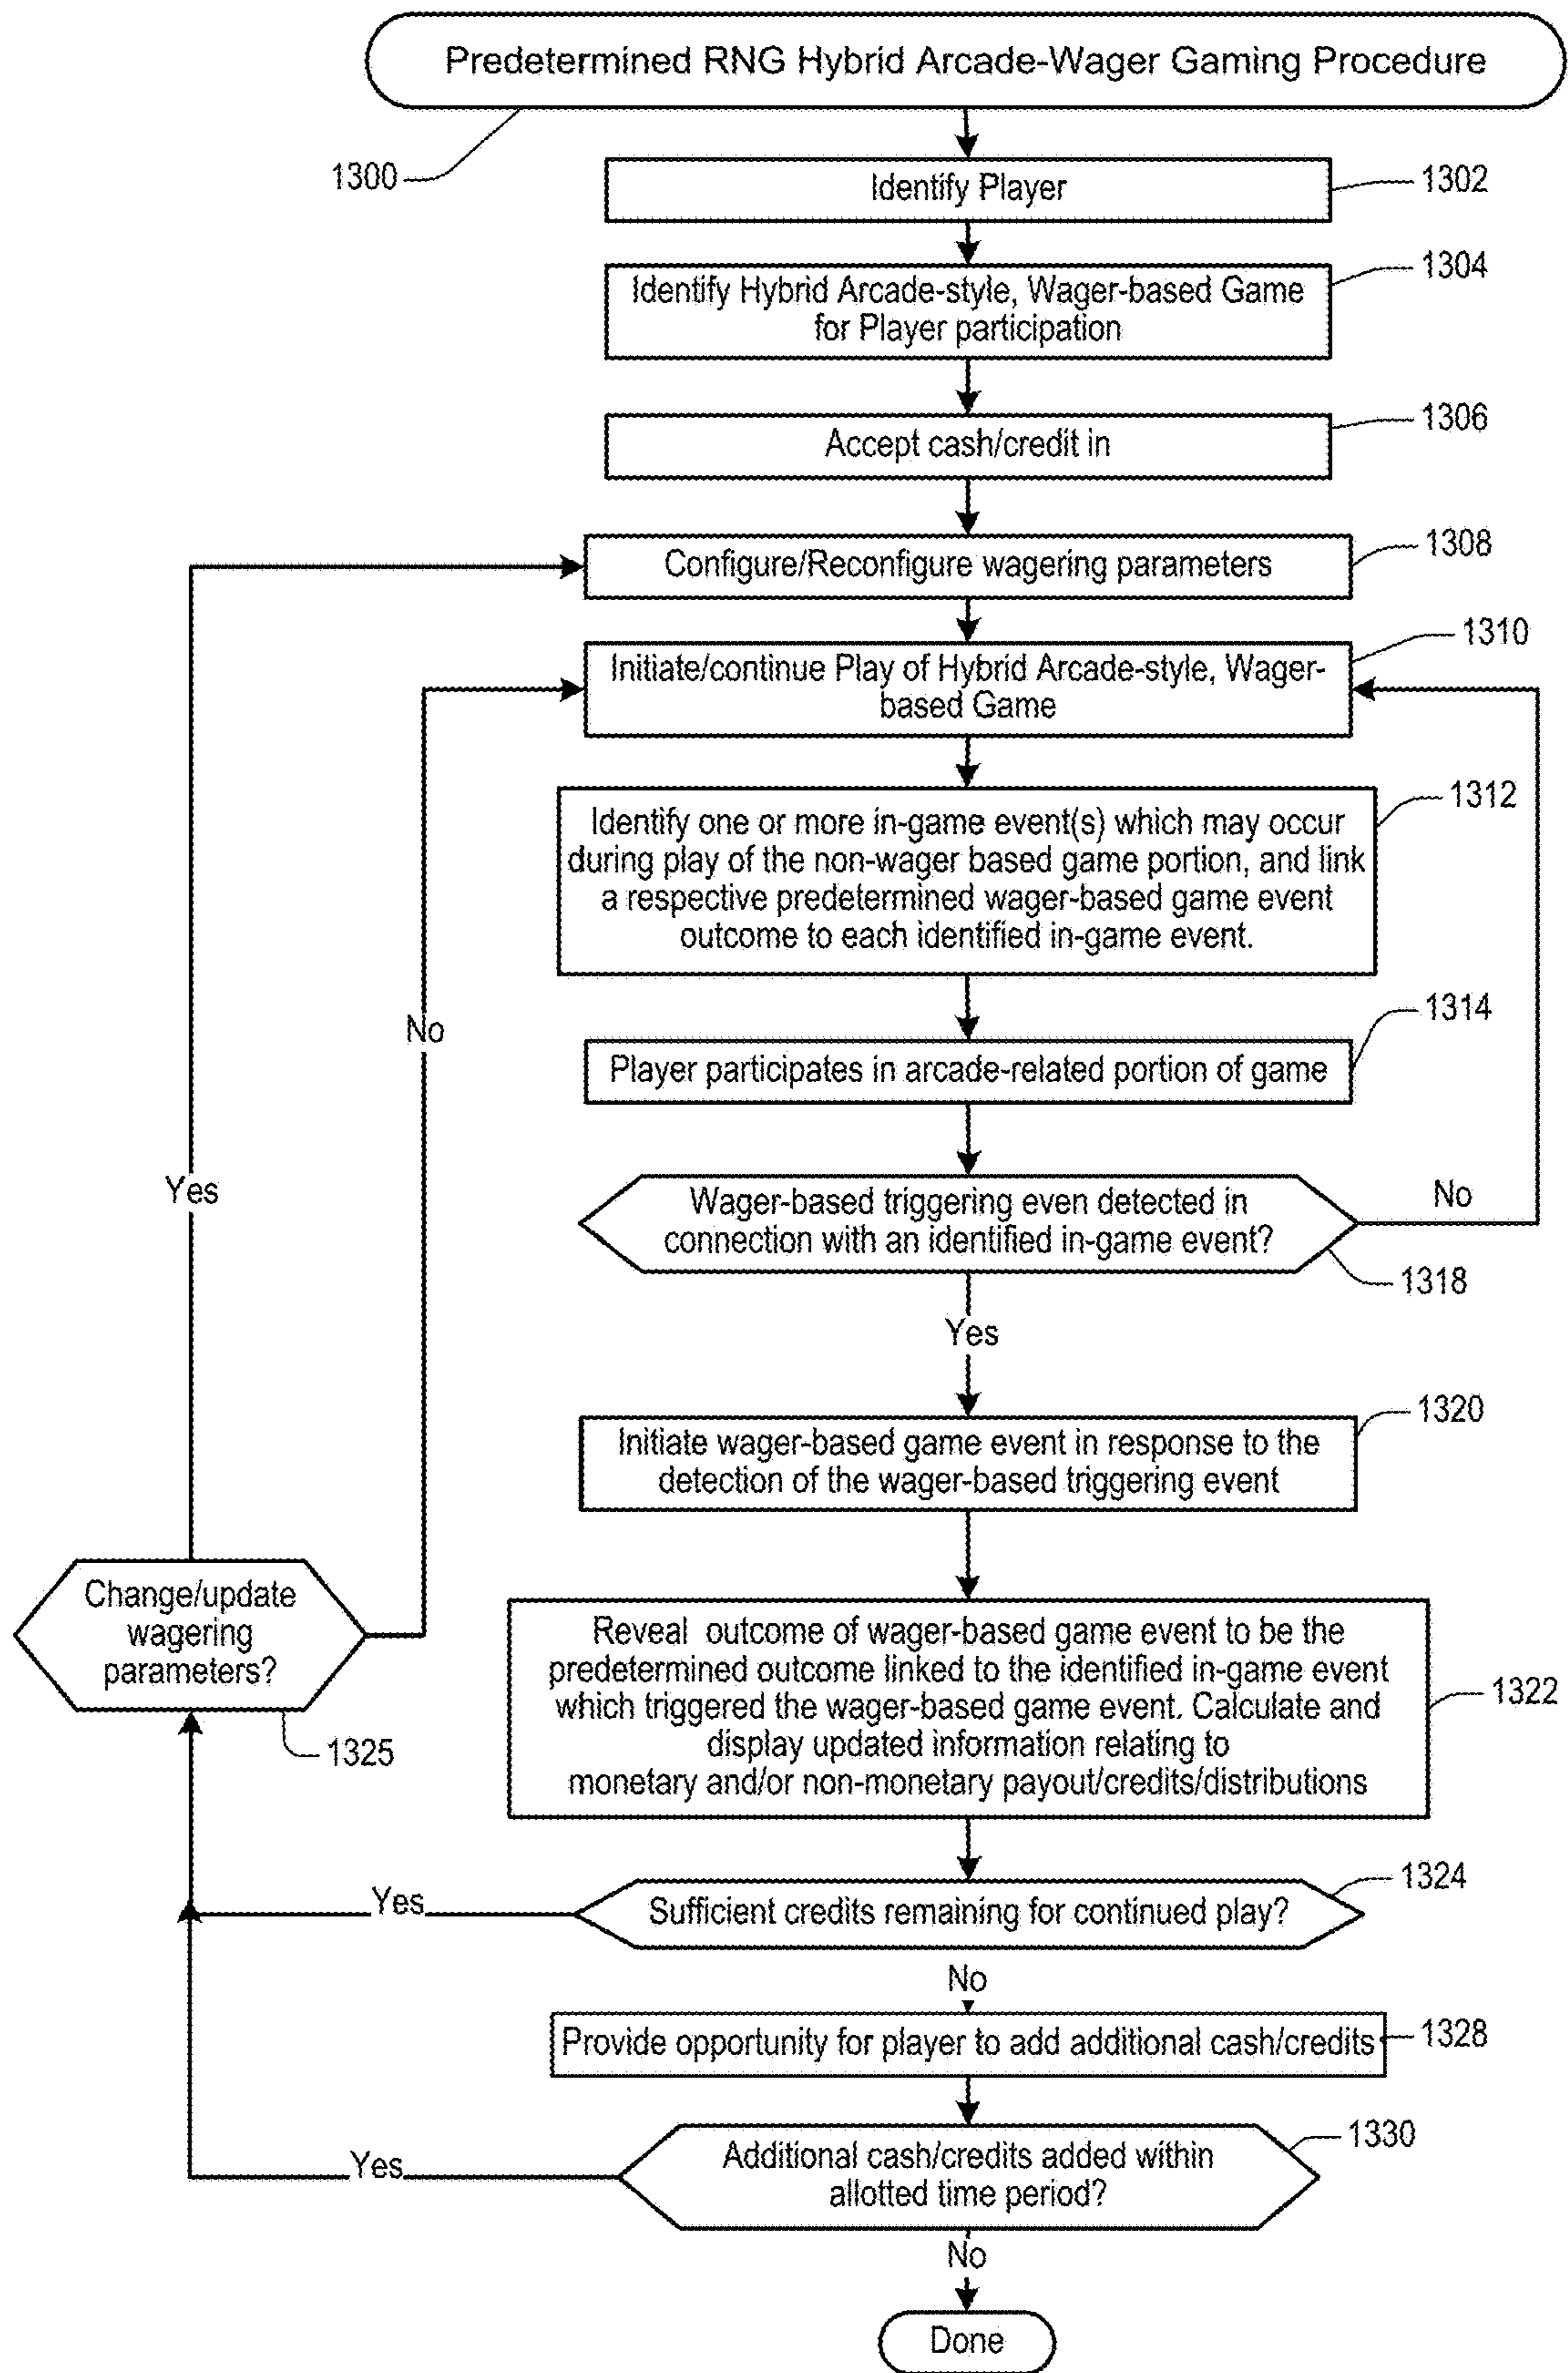 Predetermined RNG Hybrid Arcade-Wager Gaming Procedure
1300
Identify Player
1302
Identify Hybrid Arcade-style, Wager-based Game
for Player participation
1304
Accept cash/credit in
1306
Configure/Reconfigure wagering parameters
1308
Initiate/continue Play of Hybrid Arcade-style, Wager-
based Game
1310
Identify one or more in-game event(s) which may occur
during play of the non-wager based game portion, and link
a respective predetermined wager-based game event
outcome to each identified in-game event.
1312
Player participates in arcade-related portion of game
1314
Wager-based triggering even detected in
connection with an identified in-game event?
1318
No
Yes
Initiate wager-based game event in response to the
detection of the wager-based triggering event
1320
Reveal outcome of wager-based game event to be the
predetermined outcome linked to the identified in-game event
which triggered the wager-based game event. Calculate and
display updated information relating to
monetary and/or non-monetary payout/credits/distributions
1322
Sufficient credits remaining for continued play?
1324
Yes
No
Change/update
wagering
parameters?
1325
Yes
No
Provide opportunity for player to add additional cash/credits
1328
Additional cash/credits added within
allotted time period?
1330
Yes
No
Done